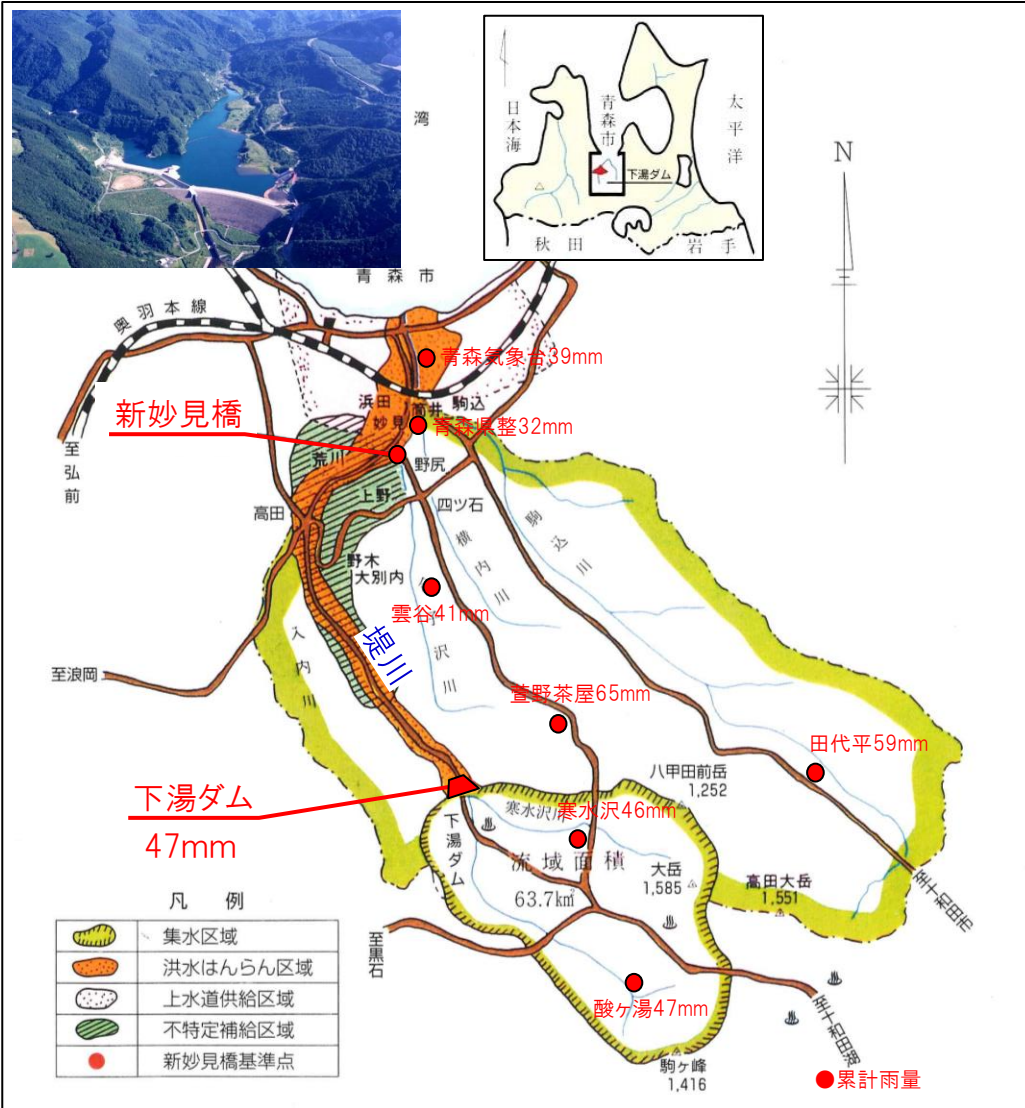 湾
日本海
青森市
太平洋
下湯ダム
秋田
岩手
N
青森市
奥羽本線
青森気象台39mm
浜田
筒井
駒込
妙見
青森県整32mm
新妙見橋
至弘前
荒川
野尻
上野
四ツ石
高田
横内川
駒込川
野木
大別内
雲谷41mm
沢川
入内川
堤川
至浪岡
萱野茶屋65mm
田代平59mm
八甲田前岳
1,252
下湯ダム
47mm
寒水沢川
寒水沢46mm
下湯ダム
流域面積
63.7km²
大岳
1,585
高田大岳
1,551
至十和田市
至黒石
酸ヶ湯47mm
至十和田湖
駒ヶ峰
1,416
凡例
集水区域
洪水はんらん区域
上水道供給区域
不特定補給区域
新妙見橋基準点
累計雨量